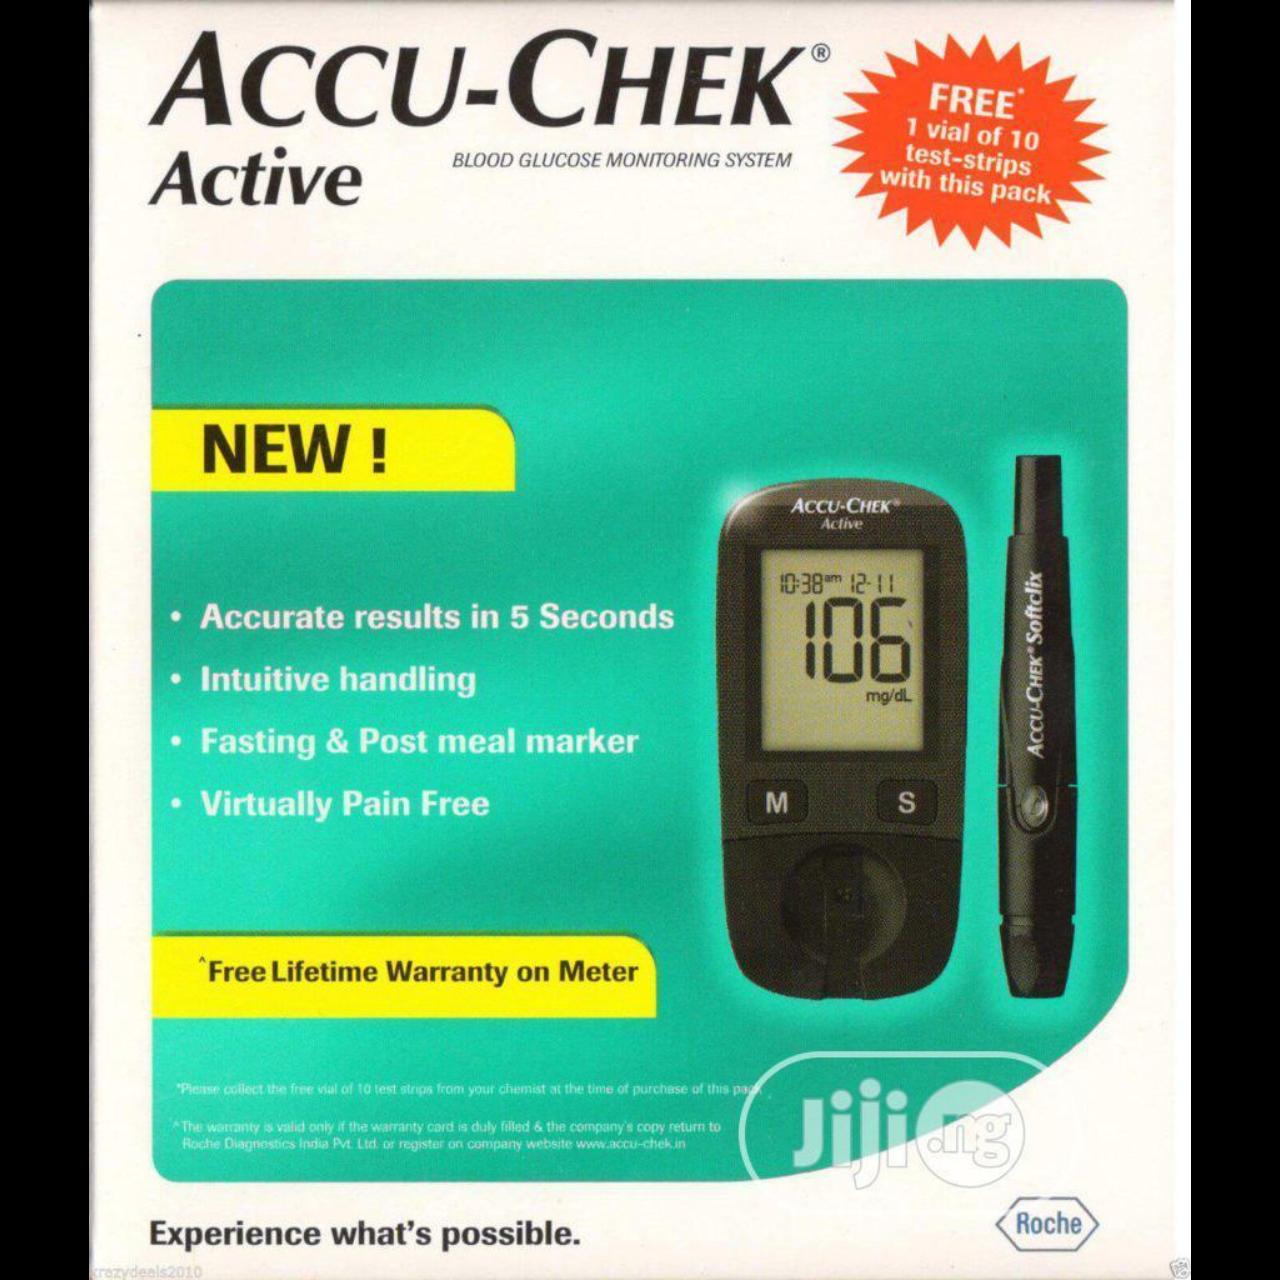 ACCU-CHEK®
Active
BLOOD GLUCOSE MONITORING SYSTEM
FREE*
1 vial of 10
test-strips
with this pack
NEW !
• Accurate results in 5 Seconds
• Intuitive handling
• Fasting & Post meal marker
• Virtually Pain Free
ACCU-CHEK®
Active
10:38am 12-11
106
mg/dL
M
S
ACCU-CHEK® Softclix
^Free Lifetime Warranty on Meter
*Please collect the free vial of 10 test strips from your chemist at the time of purchase of this pack
^The warranty is valid only if the warranty card is duly filled & the company's copy return to
Roche Diagnostics India Pvt. Ltd. or register on company website www.accu-chek.in
Jiji.ng
Experience what's possible.
Roche
krazydeals2010